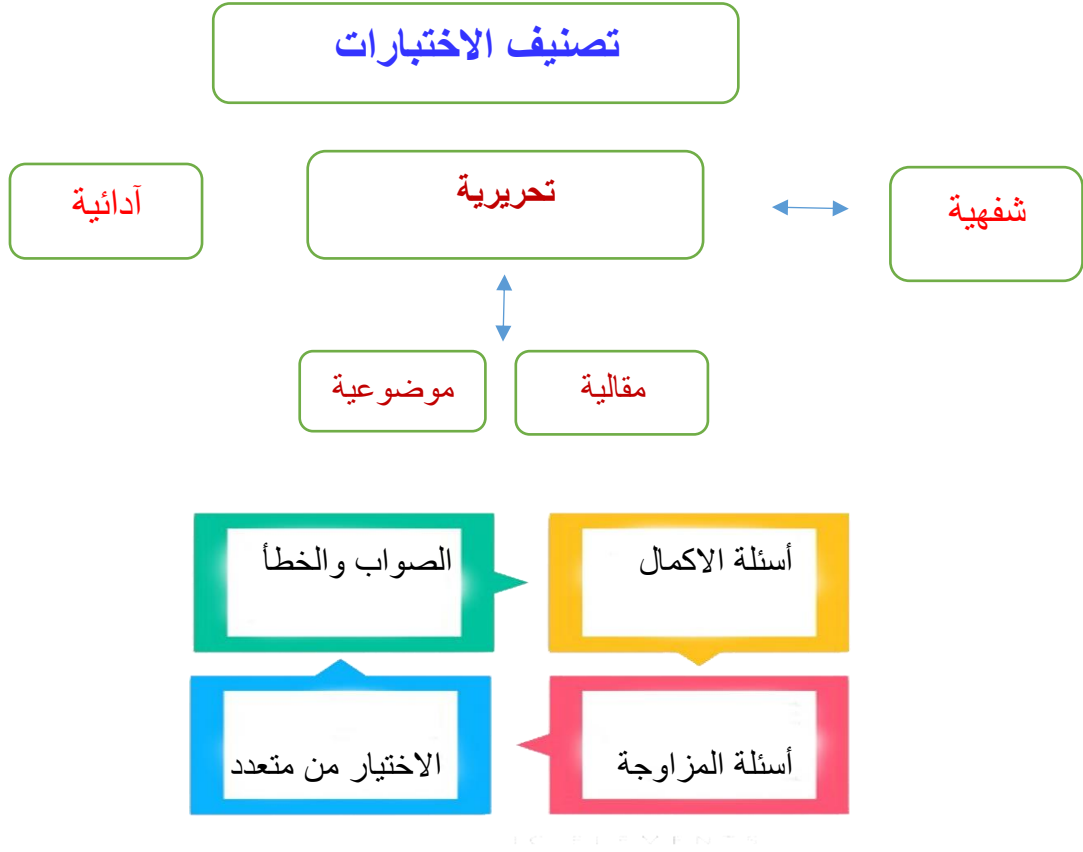 تصنيف الاختبارات
شفهية
تحريرية
آدائية
مقالية
موضوعية
أسئلة الاكمال
الصواب والخطأ
أسئلة المزاوجة
الاختيار من متعدد